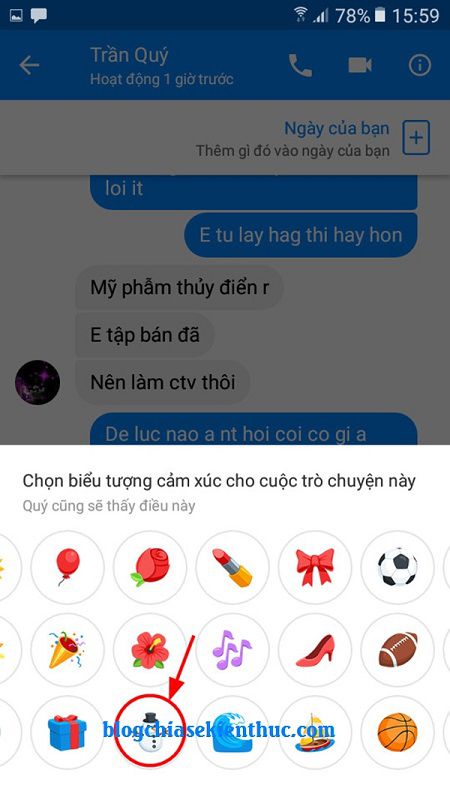 78% 15:59
Trần Quý
Hoạt động 1 giờ trước
Ngày của bạn
Thêm gì đó vào ngày của bạn
loi it
E tu lay hag thi hay hon
Mỹ phẩm thủy điển r
E tập bán đã
Nên làm ctv thôi
De luc nao a nt hoi coi co gi a
Chọn biểu tượng cảm xúc cho cuộc trò chuyện này
Quý cũng sẽ thấy điều này
blogchiasekienthuc.com